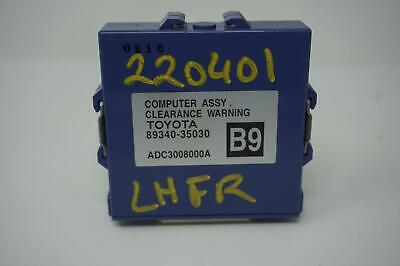 0616
220401
COMPUTER ASSY.
CLEARANCE WARNING
TOYOTA
89340-35030
B9
ADC3008000A
LHFR